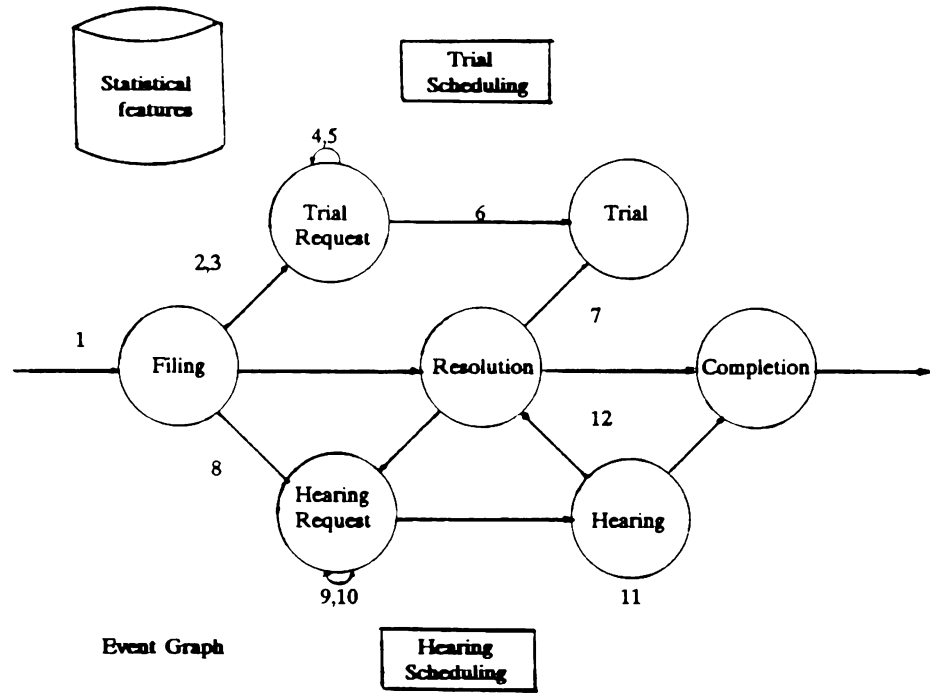 Statistical
features
Trial
Scheduling
4,5
Trial
Request
6
Trial
2,3
1
7
Filing
Resolution
Completion
8
12
Hearing
Request
Hearing
9,10
11
Event Graph
Hearing
Scheduling